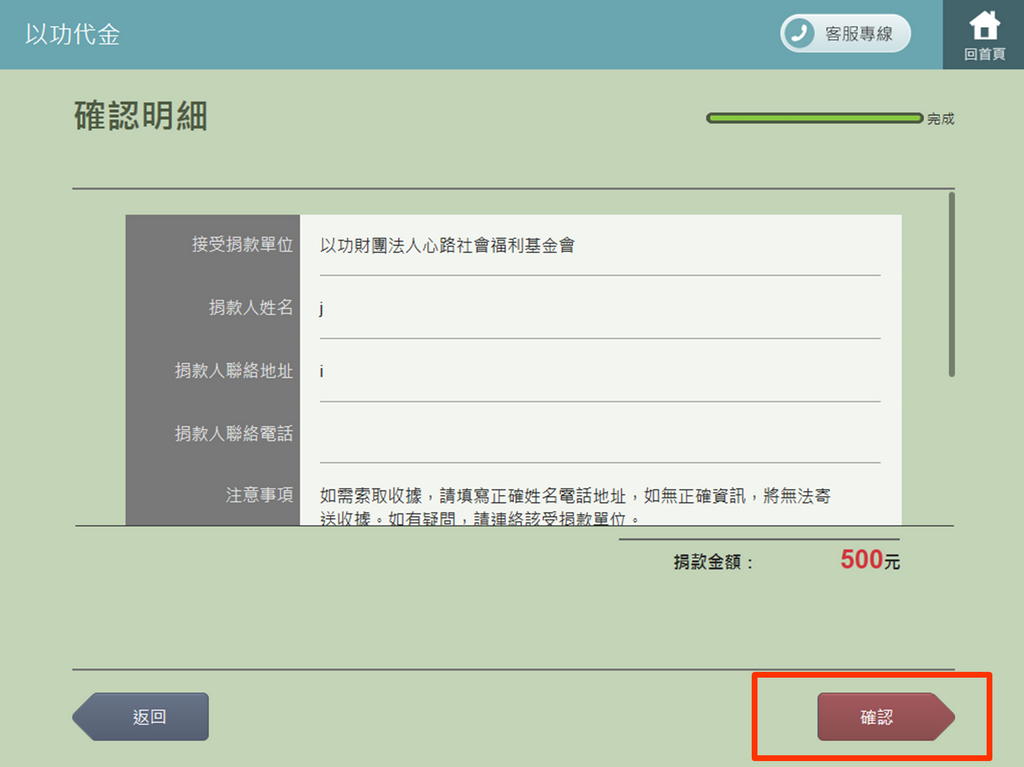 以功代金
客服專線
回首頁
確認明細
完成
接受捐款單位
以功財團法人心路社會福利基金會
捐款人姓名
j
捐款人聯絡地址
i
捐款人聯絡電話
注意事項
如需索取收據，請填寫正確姓名電話地址，如無正確資訊，將無法寄
送收據。如有疑問，請連絡該受捐款單位。
捐款金額：
500元
返回
確認